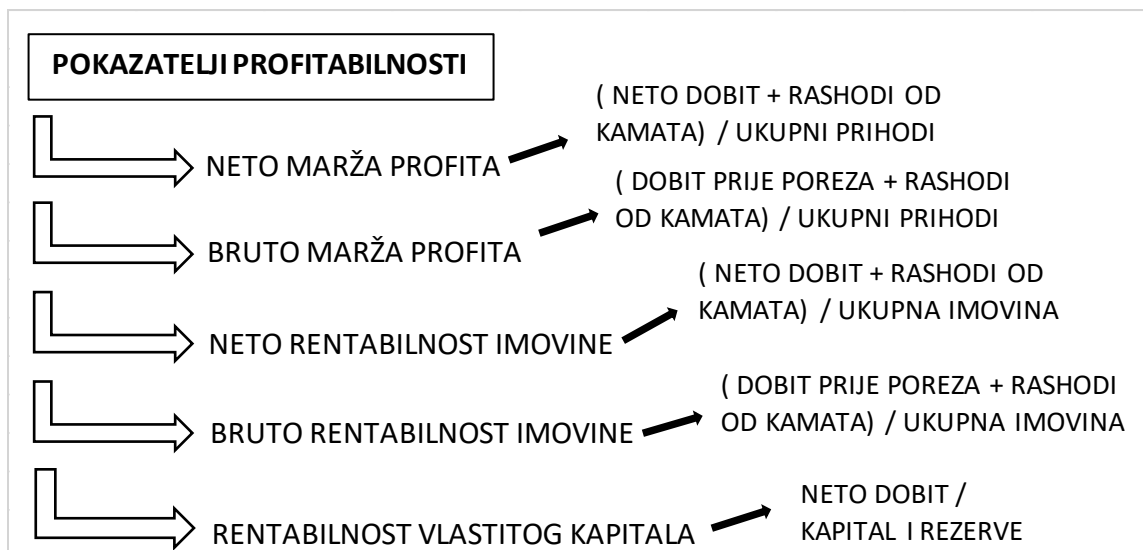 POKAZATELJI PROFITABILNOSTI
NETO MARŽA PROFITA
( NETO DOBIT + RASHODI OD
KAMATA) / UKUPNI PRIHODI
BRUTO MARŽA PROFITA
( DOBIT PRIJE POREZA + RASHODI
OD KAMATA) / UKUPNI PRIHODI
NETO RENTABILNOST IMOVINE
( NETO DOBIT + RASHODI OD
KAMATA) / UKUPNA IMOVINA
BRUTO RENTABILNOST IMOVINE
( DOBIT PRIJE POREZA + RASHODI
OD KAMATA) / UKUPNA IMOVINA
RENTABILNOST VLASTITOG KAPITALA
NETO DOBIT /
KAPITAL I REZERVE